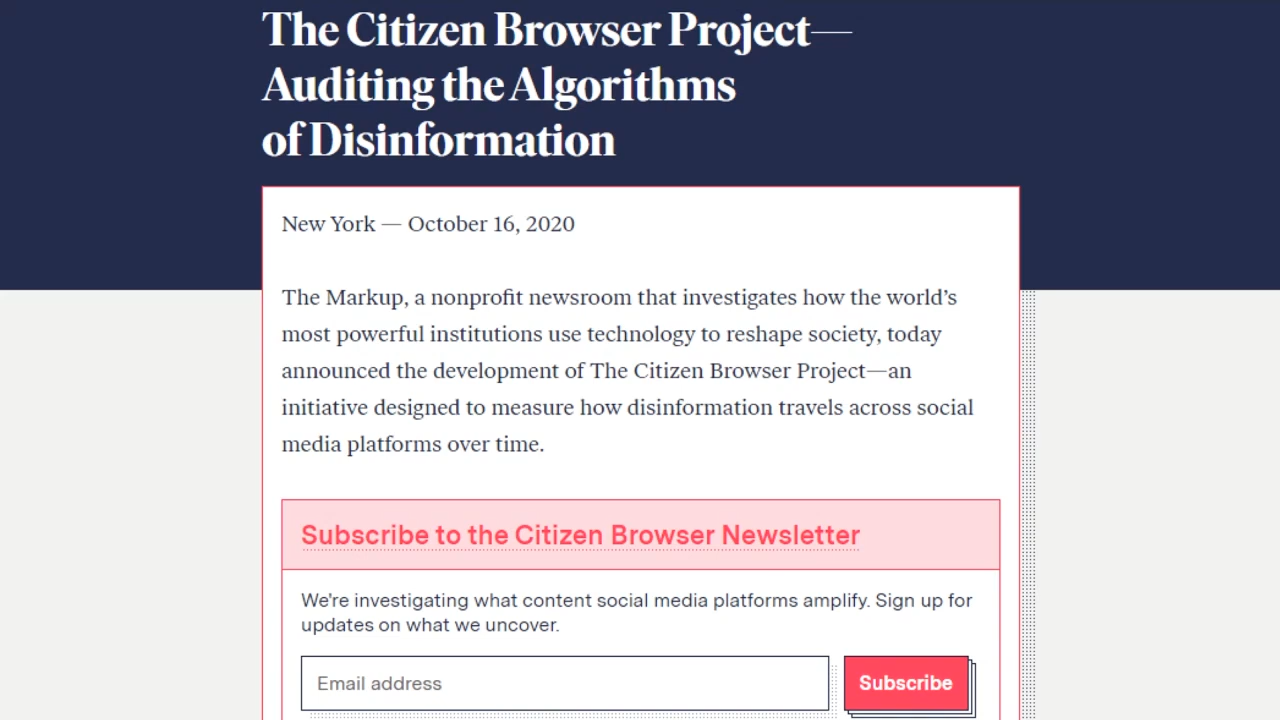 The Citizen Browser Project—
Auditing the Algorithms
of Disinformation
New York — October 16, 2020
The Markup, a nonprofit newsroom that investigates how the world’s
most powerful institutions use technology to reshape society, today
announced the development of The Citizen Browser Project—an
initiative designed to measure how disinformation travels across social
media platforms over time.
Subscribe to the Citizen Browser Newsletter
We’re investigating what content social media platforms amplify. Sign up for
updates on what we uncover.
Email address
Subscribe